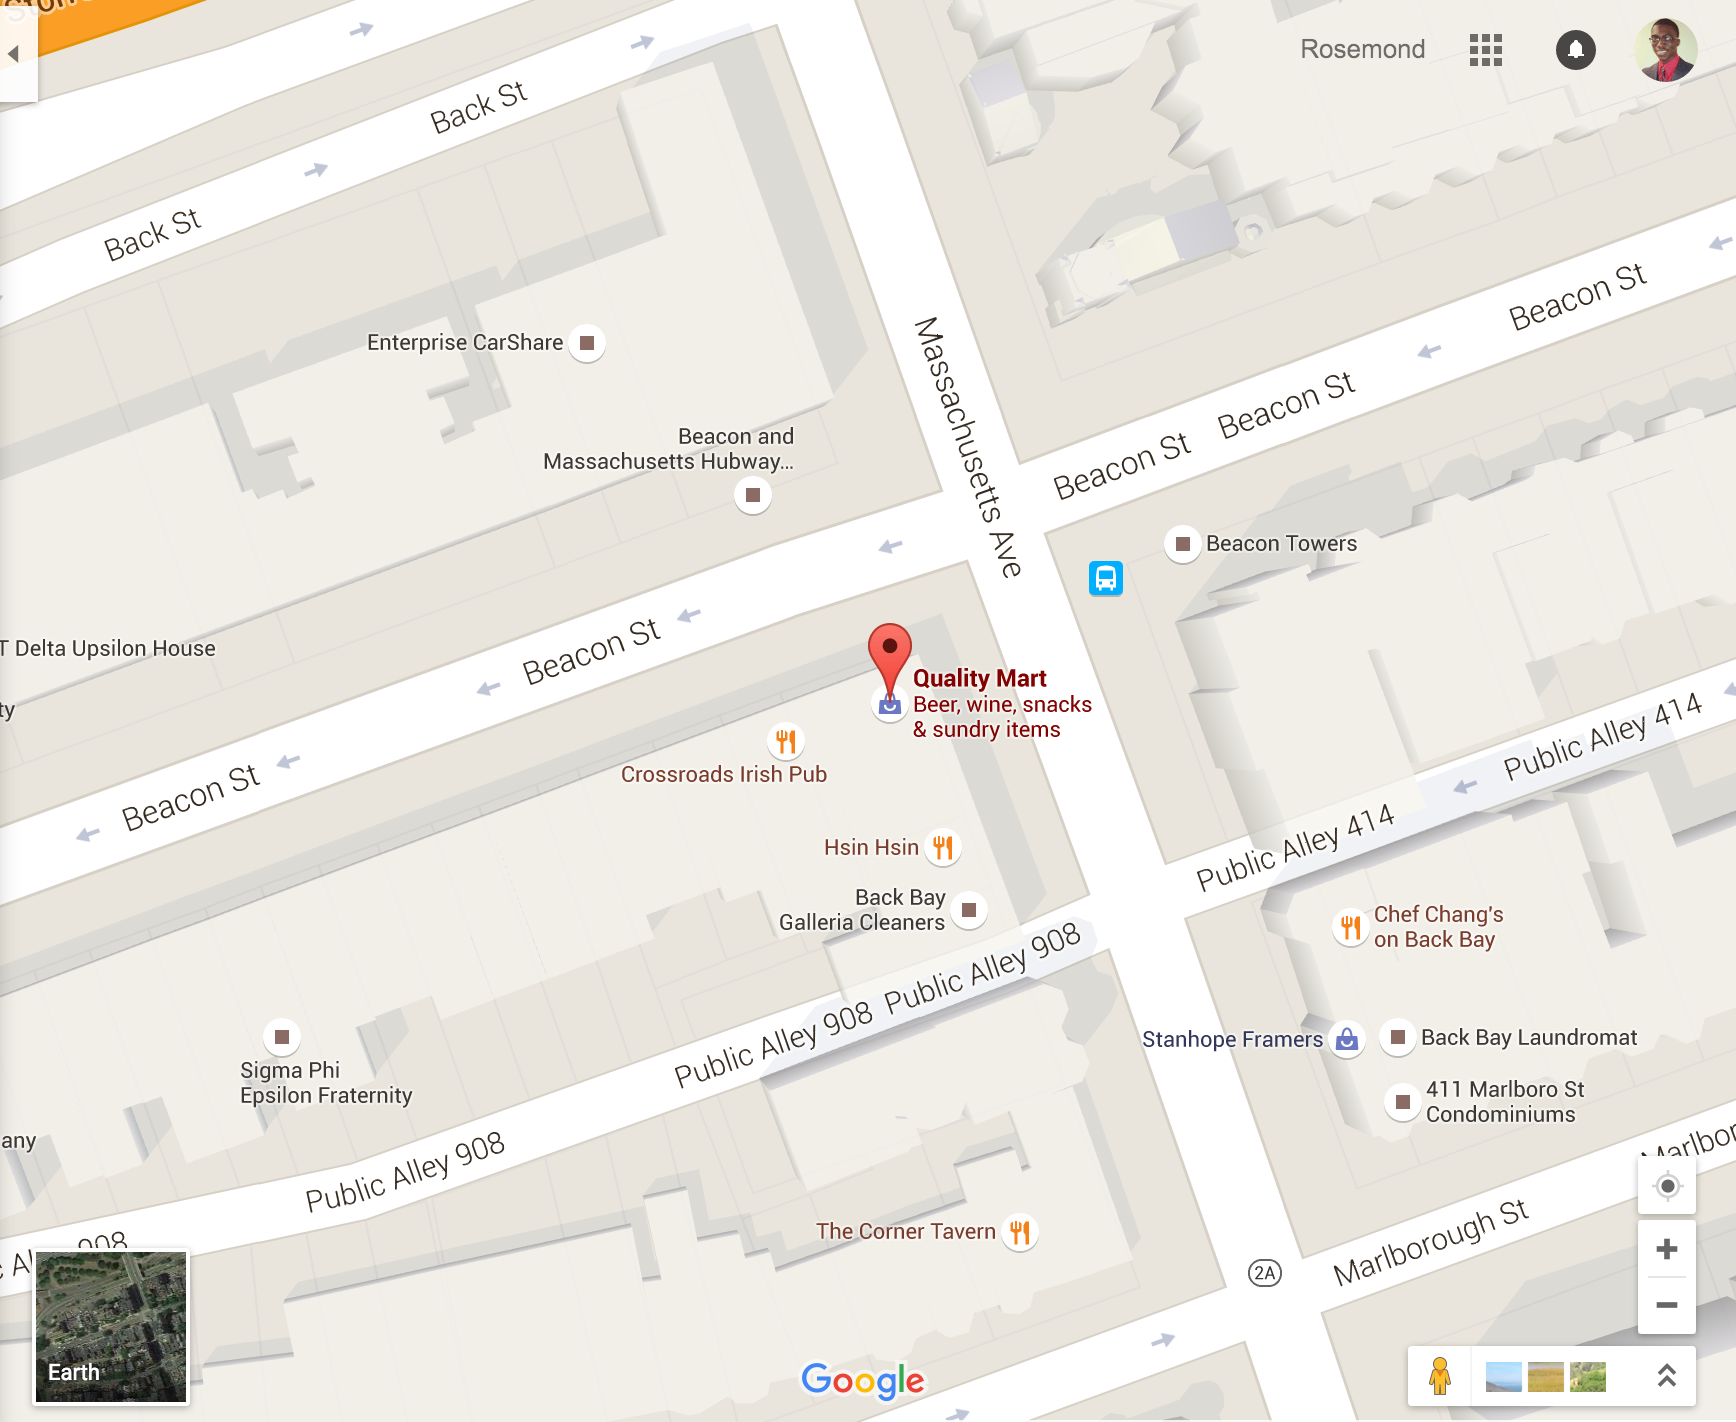 Rosemond
Back St
Back St
Enterprise CarShare
Massachusetts Ave
Beacon St
Beacon St
Beacon St
Beacon and
Massachusetts Hubway...
Beacon Towers
T Delta Upsilon House
Beacon St
Quality Mart
Beer, wine, snacks
& sundry items
ty
Crossroads Irish Pub
Beacon St
Public Alley 414
Public Alley 414
Hsin Hsin
Back Bay
Galleria Cleaners
Chef Chang's
on Back Bay
Public Alley 908
Public Alley 908
Stanhope Framers
Back Bay Laundromat
Sigma Phi
Epsilon Fraternity
411 Marlboro St
Condominiums
any
Public Alley 908
Marlbor
The Corner Tavern
Marlborough St
2A
908
Earth
Google